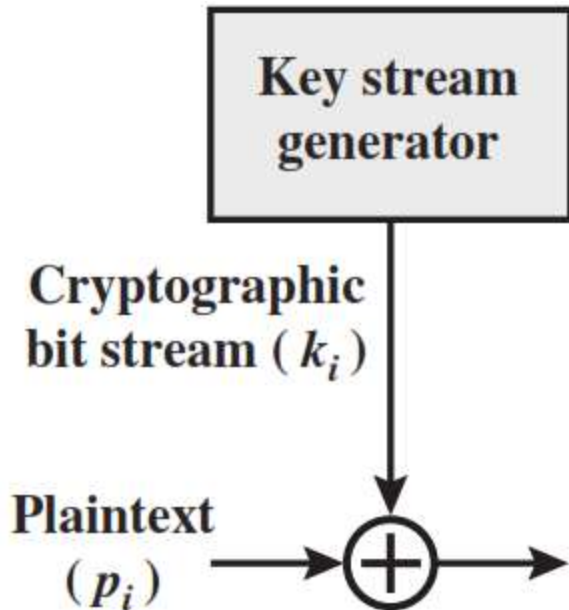 Key stream
generator
Cryptographic
bit stream ( kᵢ )
Plaintext
( pᵢ )